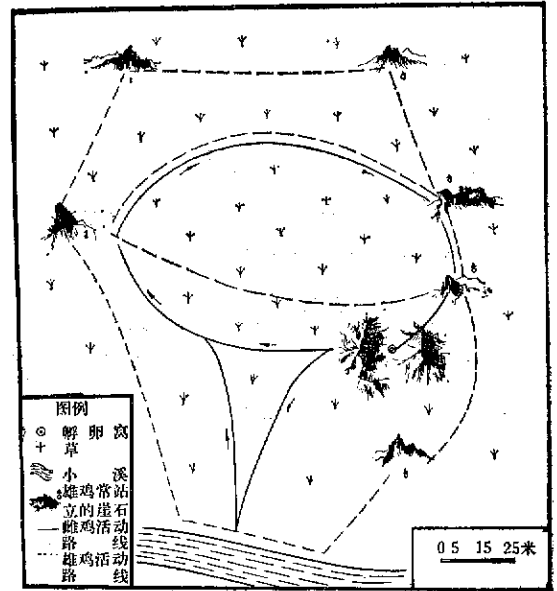 图例
孵卵窝
草
小溪
雄鸡常站
立的崖石
雌鸡活动
路线
雄鸡活动
路线
0 5 15 25米